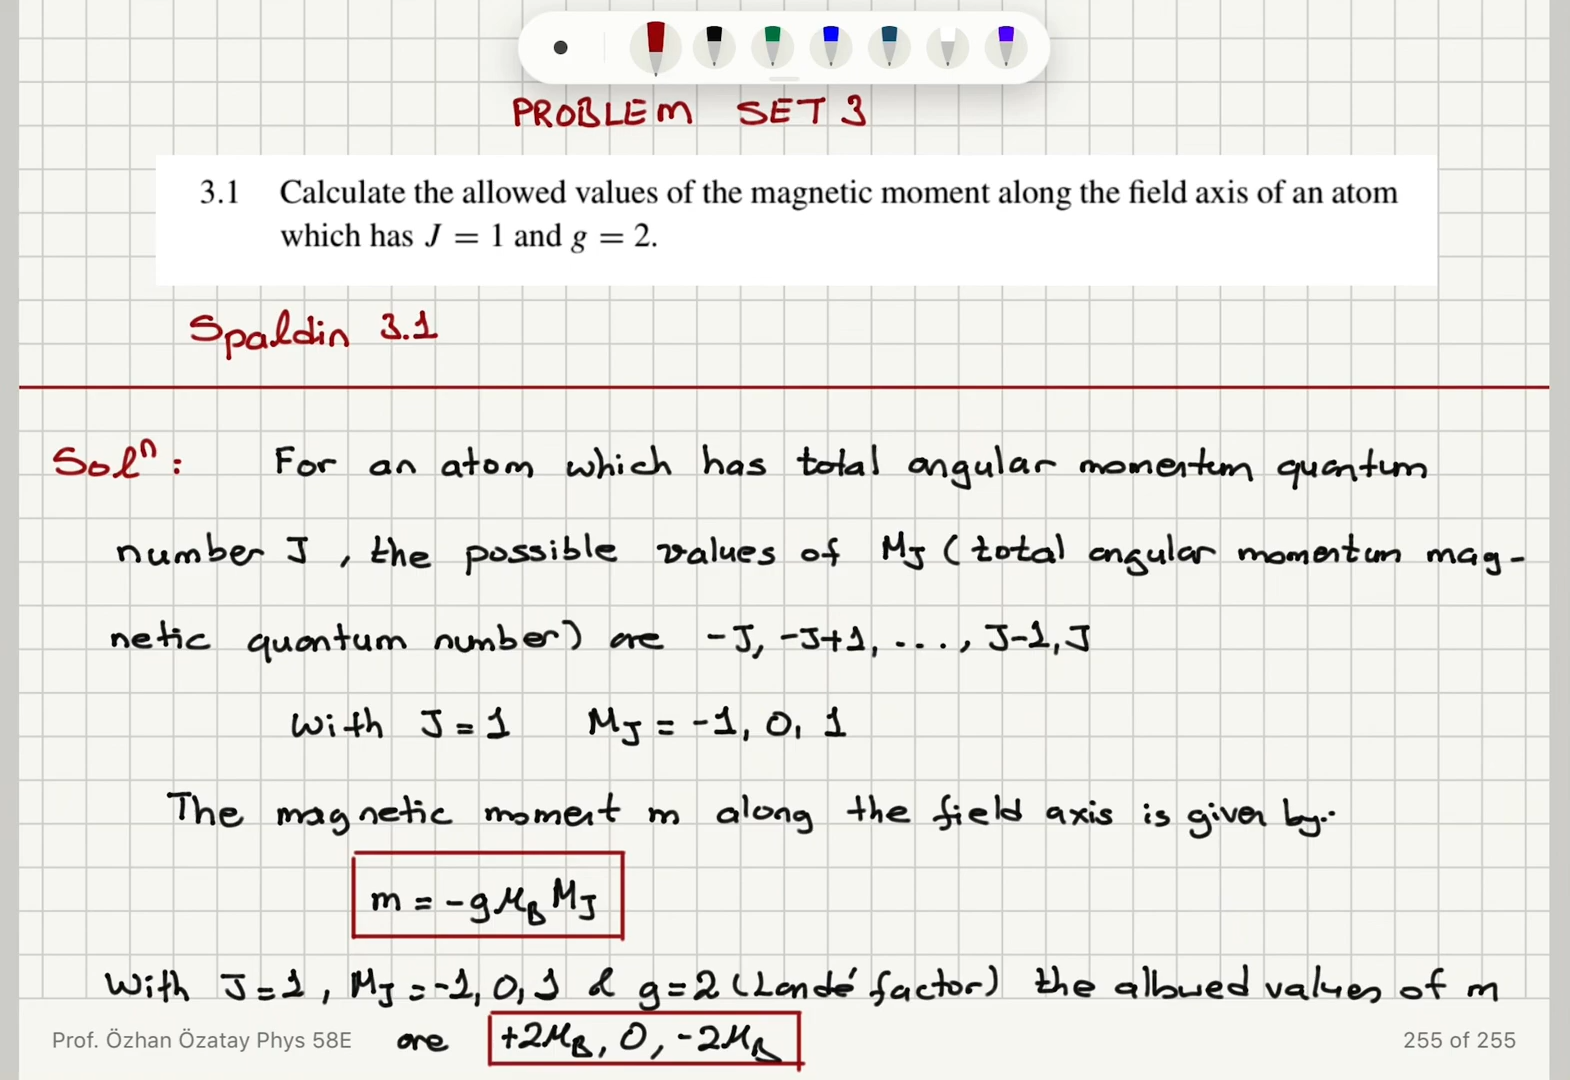 PROBLEM SET 3
3.1 Calculate the allowed values of the magnetic moment along the field axis of an atom
which has J = 1 and g = 2.
Spaldin 3.1
Solⁿ: For an atom which has total angular momentum quantum
number J, the possible values of MJ (total angular momentum mag-
netic quantum number) are -J, -J+1, ..., J-1, J
With J = 1 MJ = -1, 0, 1
The magnetic moment m along the field axis is given by:
m = -gμB MJ
With J=1, MJ = -1, 0, 1 & g=2 (Landé factor) the allowed values of m
are +2μB, 0, -2μB
Prof. Özhan Özatay Phys 58E
255 of 255